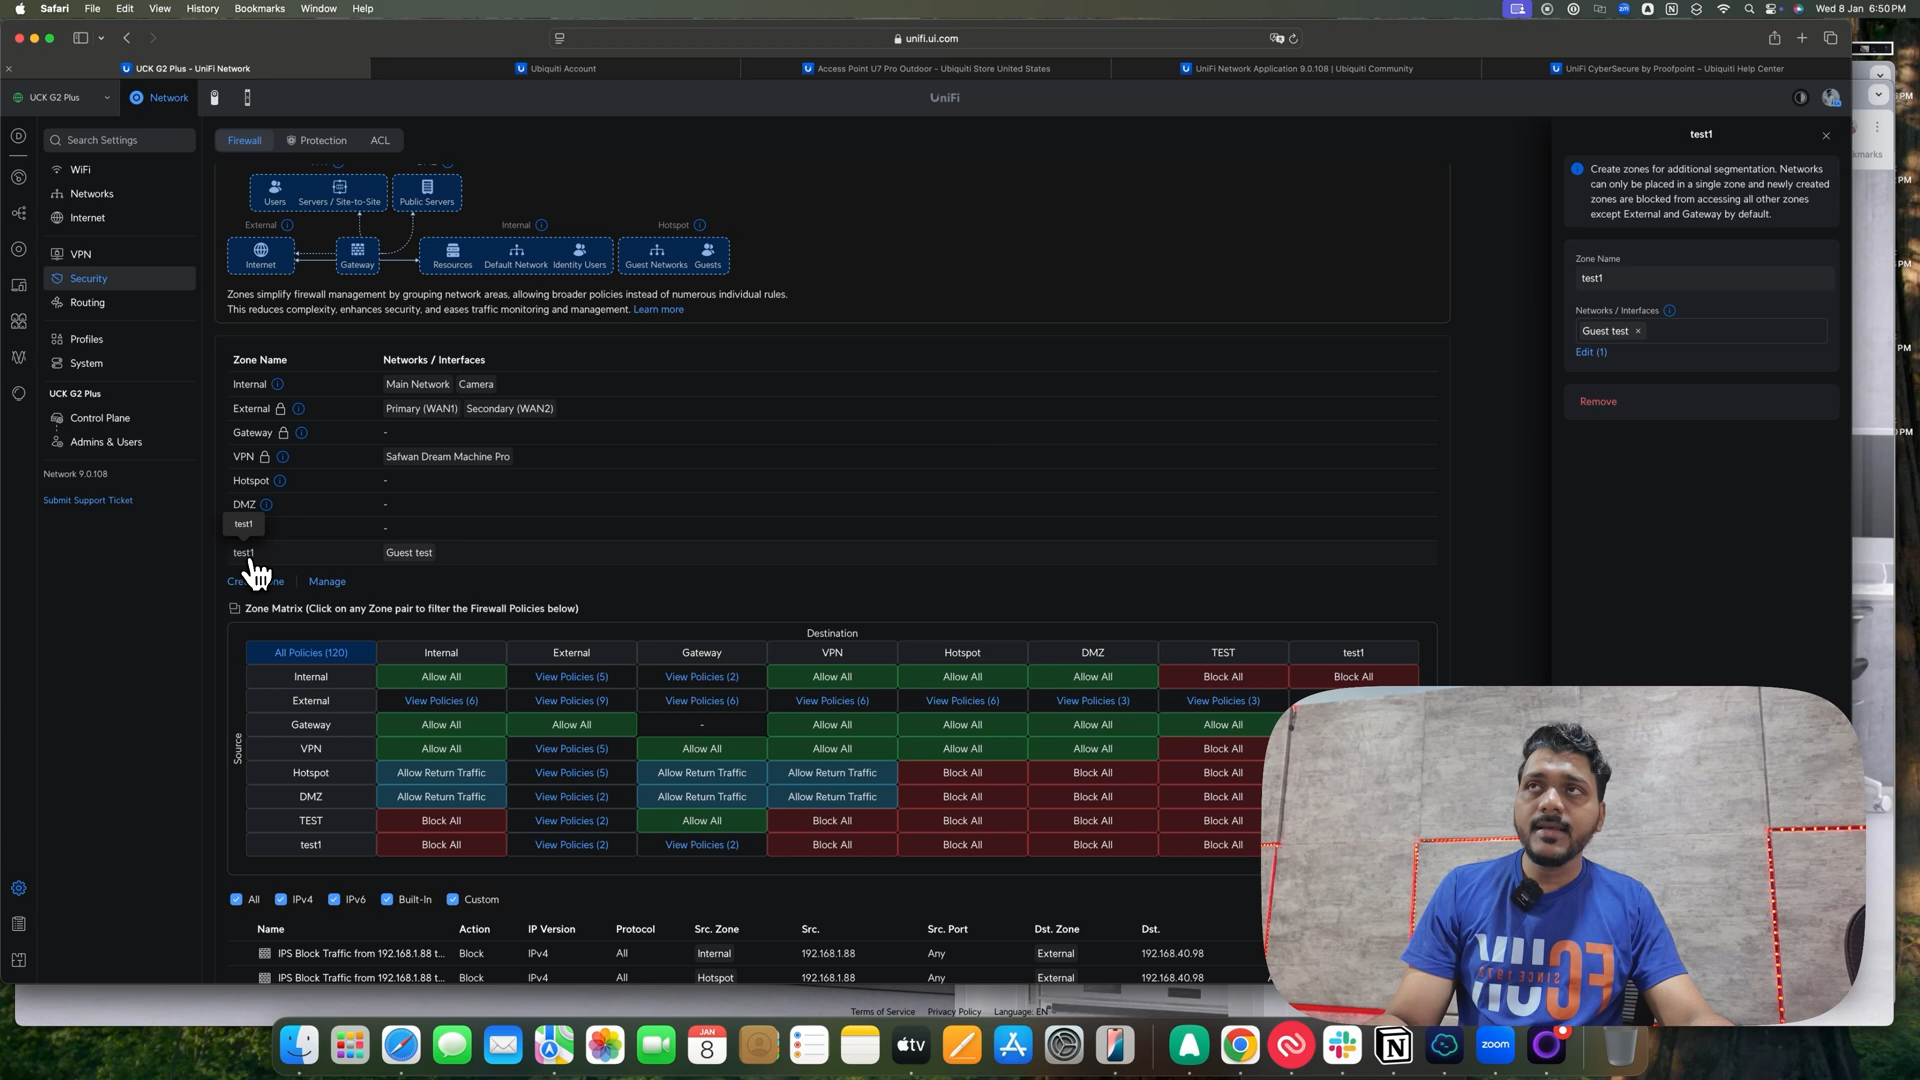 Safari File Edit View History Bookmarks Window Help
Wed 8 Jan 6:50 PM
unifi.ui.com
UCK G2 Plus - UniFi Network
Ubiquiti Account
Access Point U7 Pro Outdoor - Ubiquiti Store United States
UniFi Network Application 9.0.108 | Ubiquiti Community
UniFi CyberSecure by Proofpoint – Ubiquiti Help Center
UCK G2 Plus
Network
UniFi
Search Settings
WiFi
Networks
Internet
VPN
Security
Routing
Profiles
System
UCK G2 Plus
Control Plane
Admins & Users
Network 9.0.108
Submit Support Ticket
Firewall Protection ACL
Users Servers / Site-to-Site Public Servers
External Internal Hotspot
Internet Gateway Resources Default Network Identity Users Guest Networks Guests
Zones simplify firewall management by grouping network areas, allowing broader policies instead of numerous individual rules.
This reduces complexity, enhances security, and eases traffic monitoring and management. Learn more
Zone Name Networks / Interfaces
Internal Main Network Camera
External Primary (WAN1) Secondary (WAN2)
Gateway -
VPN Safwan Dream Machine Pro
Hotspot -
DMZ -
test1 -
test1 Guest test
Manage
Zone Matrix (Click on any Zone pair to filter the Firewall Policies below)
Destination
Source
All Policies (120) Internal External Gateway VPN Hotspot DMZ TEST test1
Internal Allow All View Policies (5) View Policies (2) Allow All Allow All Allow All Block All Block All
External View Policies (6) View Policies (9) View Policies (6) View Policies (6) View Policies (6) View Policies (3) View Policies (3)
Gateway Allow All Allow All - Allow All Allow All Allow All Allow All
VPN Allow All View Policies (5) Allow All Allow All Allow All Allow All Block All
Hotspot Allow Return Traffic View Policies (5) Allow Return Traffic Allow Return Traffic Block All Block All Block All
DMZ Allow Return Traffic View Policies (2) Allow Return Traffic Allow Return Traffic Block All Block All Block All
TEST Block All View Policies (2) Allow All Block All Block All Block All Block All
test1 Block All View Policies (2) View Policies (2) Block All Block All Block All Block All
All IPv4 IPv6 Built-In Custom
Name Action IP Version Protocol Src. Zone Src. Src. Port Dst. Zone Dst.
IPS Block Traffic from 192.168.1.88 t... Block IPv4 All Internal 192.168.1.88 Any External 192.168.40.98
IPS Block Traffic from 192.168.1.88 t... Block IPv4 All Hotspot 192.168.1.88 Any External 192.168.40.98
test1
Create zones for additional segmentation. Networks
can only be placed in a single zone and newly created
zones are blocked from accessing all other zones
except External and Gateway by default.
Zone Name
test1
Networks / Interfaces
Guest test ×
Edit (1)
Remove
Terms of Service Privacy Policy Language: EN
JAN
8
tv
zoom